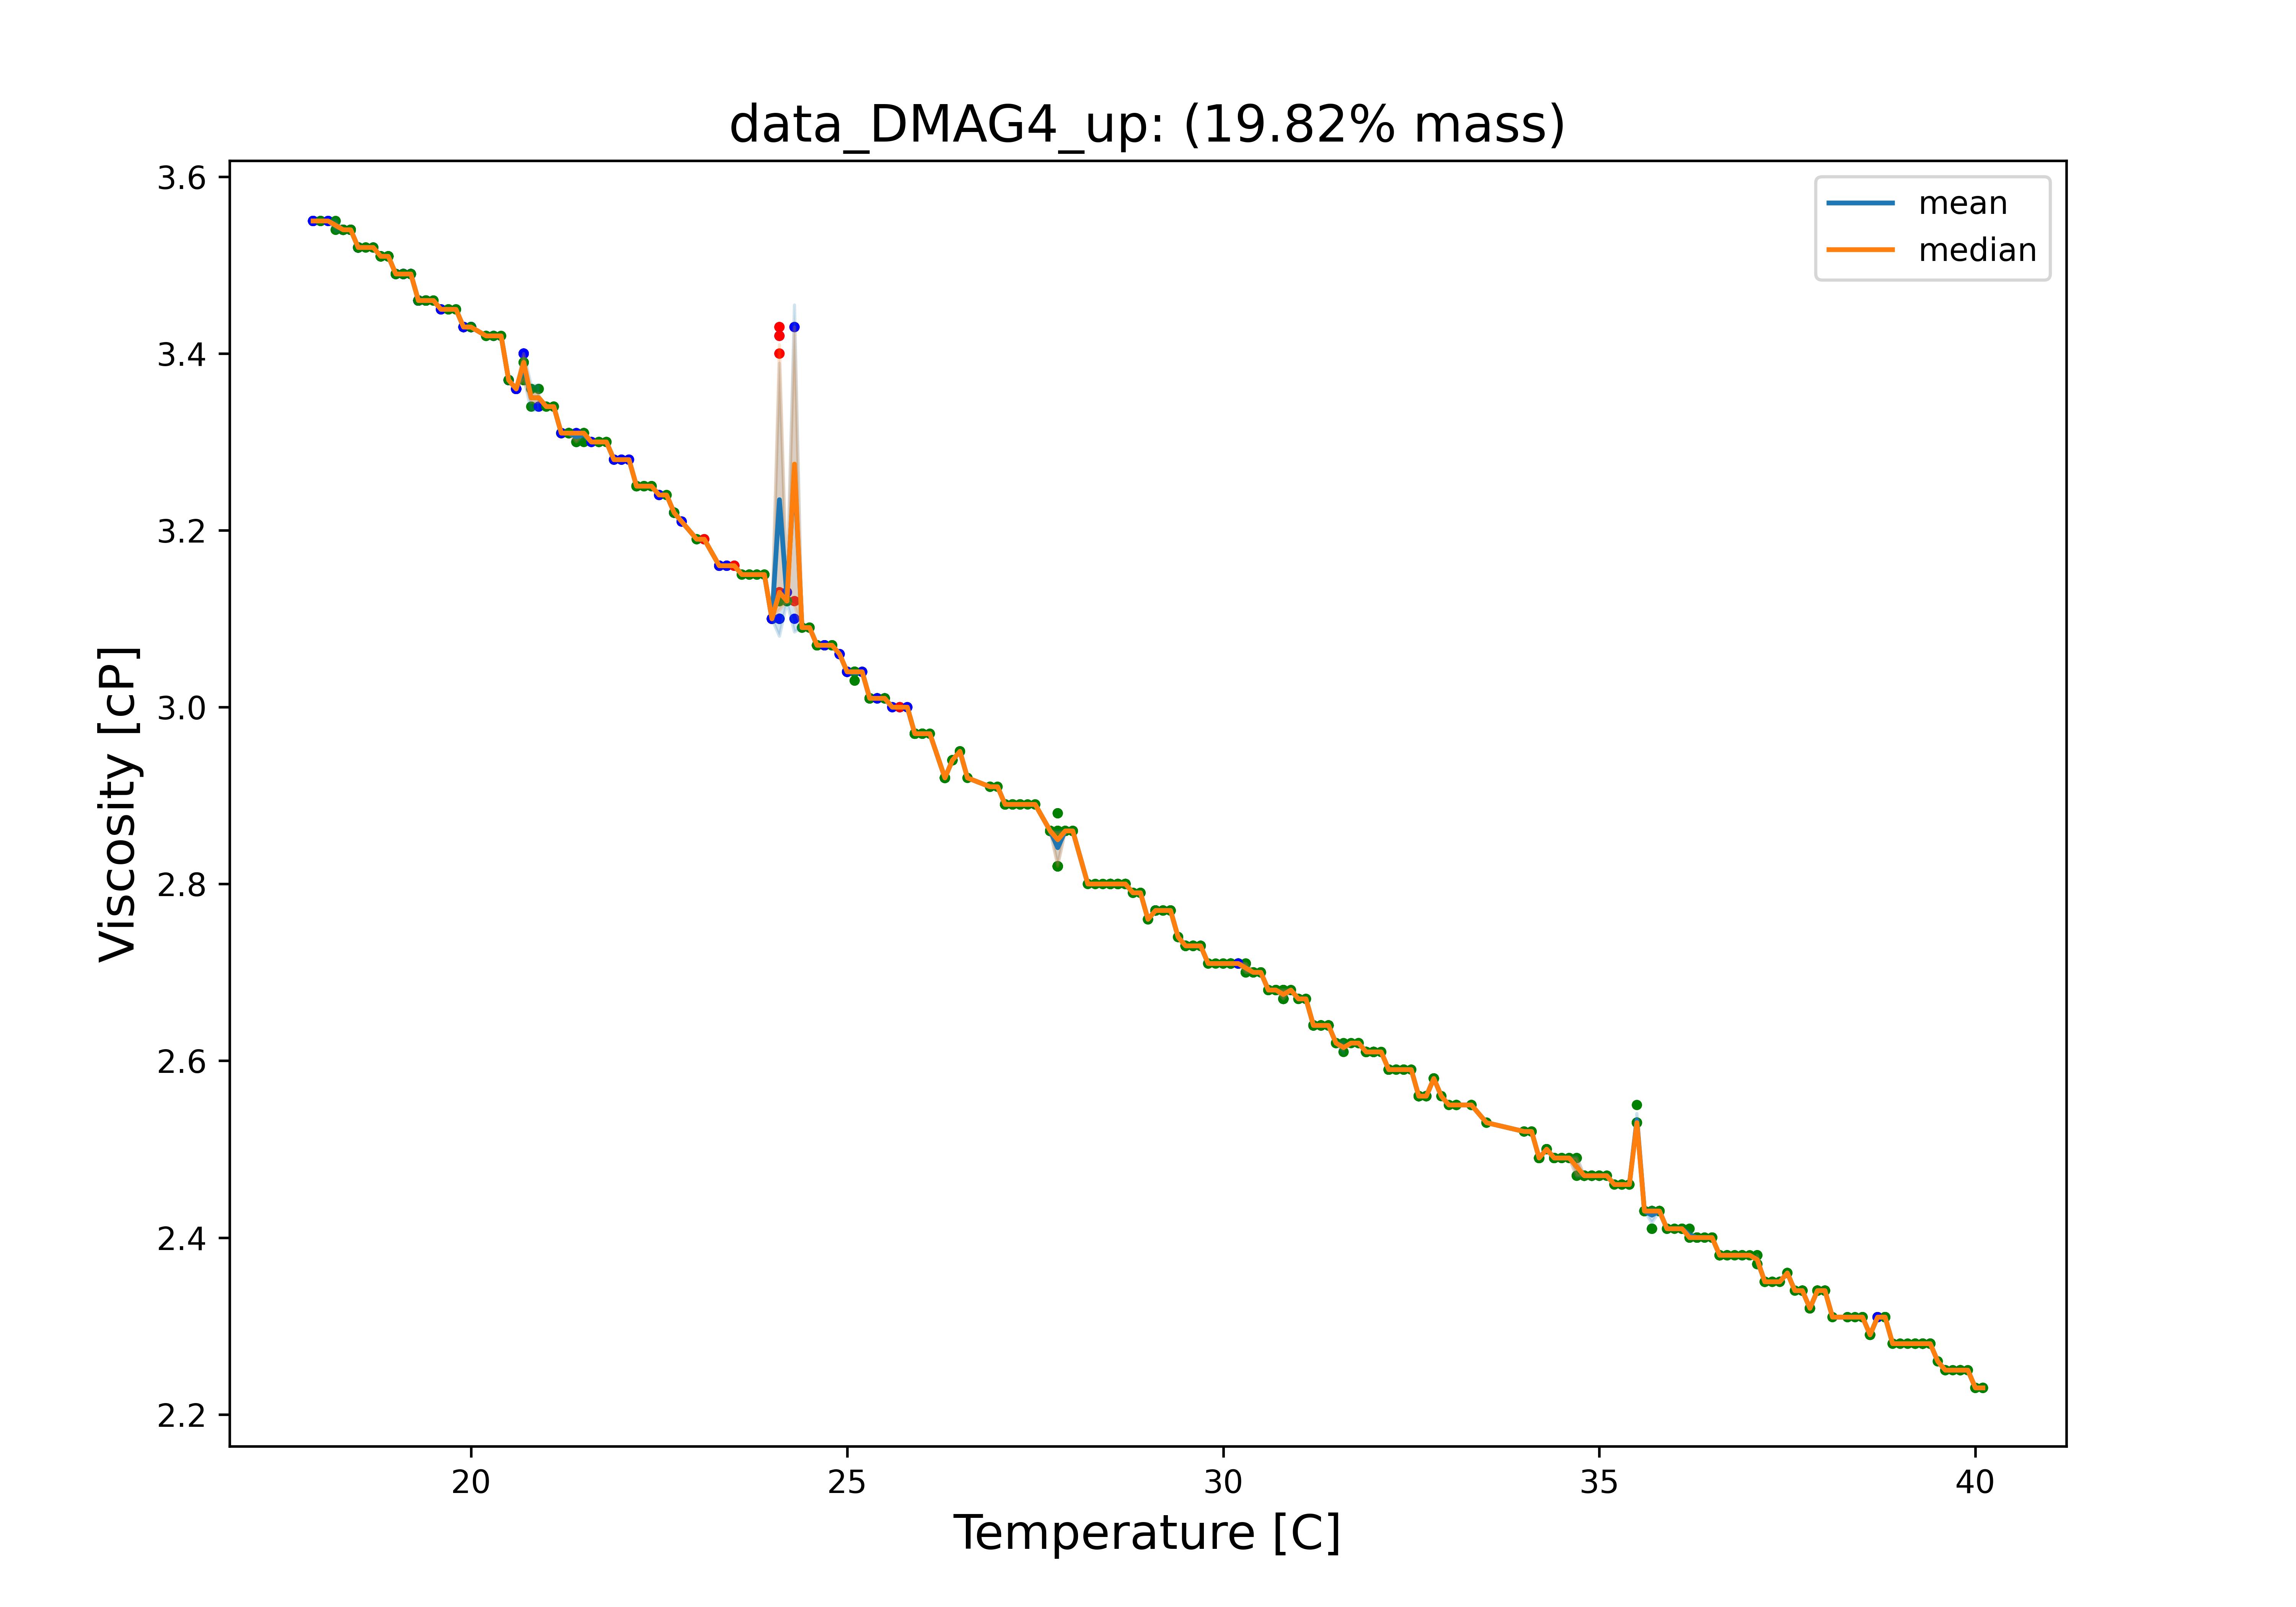 data_DMAG4_up: (19.82% mass)
mean
median
3.6
3.4
3.2
3.0
2.8
2.6
2.4
2.2
Viscosity [cP]
20 25 30 35 40
Temperature [C]